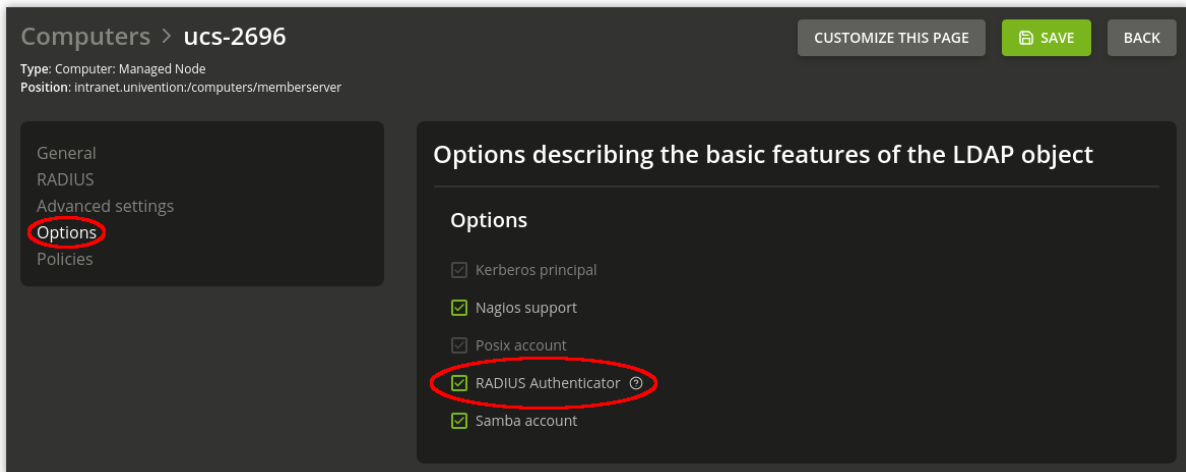 Computers > ucs-2696
CUSTOMIZE THIS PAGE
SAVE
BACK
Type: Computer: Managed Node
Position: intranet.univention:/computers/memberserver
General
RADIUS
Advanced settings
Options
Policies
Options describing the basic features of the LDAP object
Options
Kerberos principal
Nagios support
Posix account
RADIUS Authenticator ?
Samba account